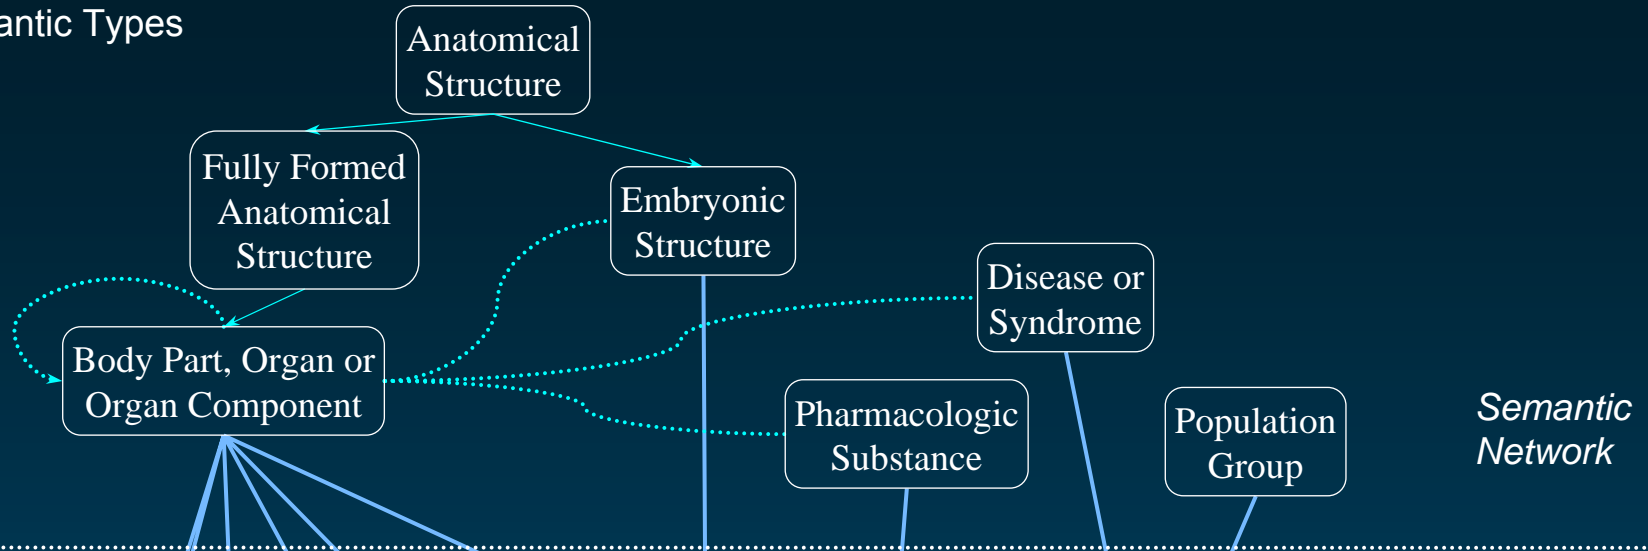 antic Types
Anatomical
Structure
Fully Formed
Anatomical
Structure
Embryonic
Structure
Disease or
Syndrome
Body Part, Organ or
Organ Component
Pharmacologic
Substance
Population
Group
Semantic
Network